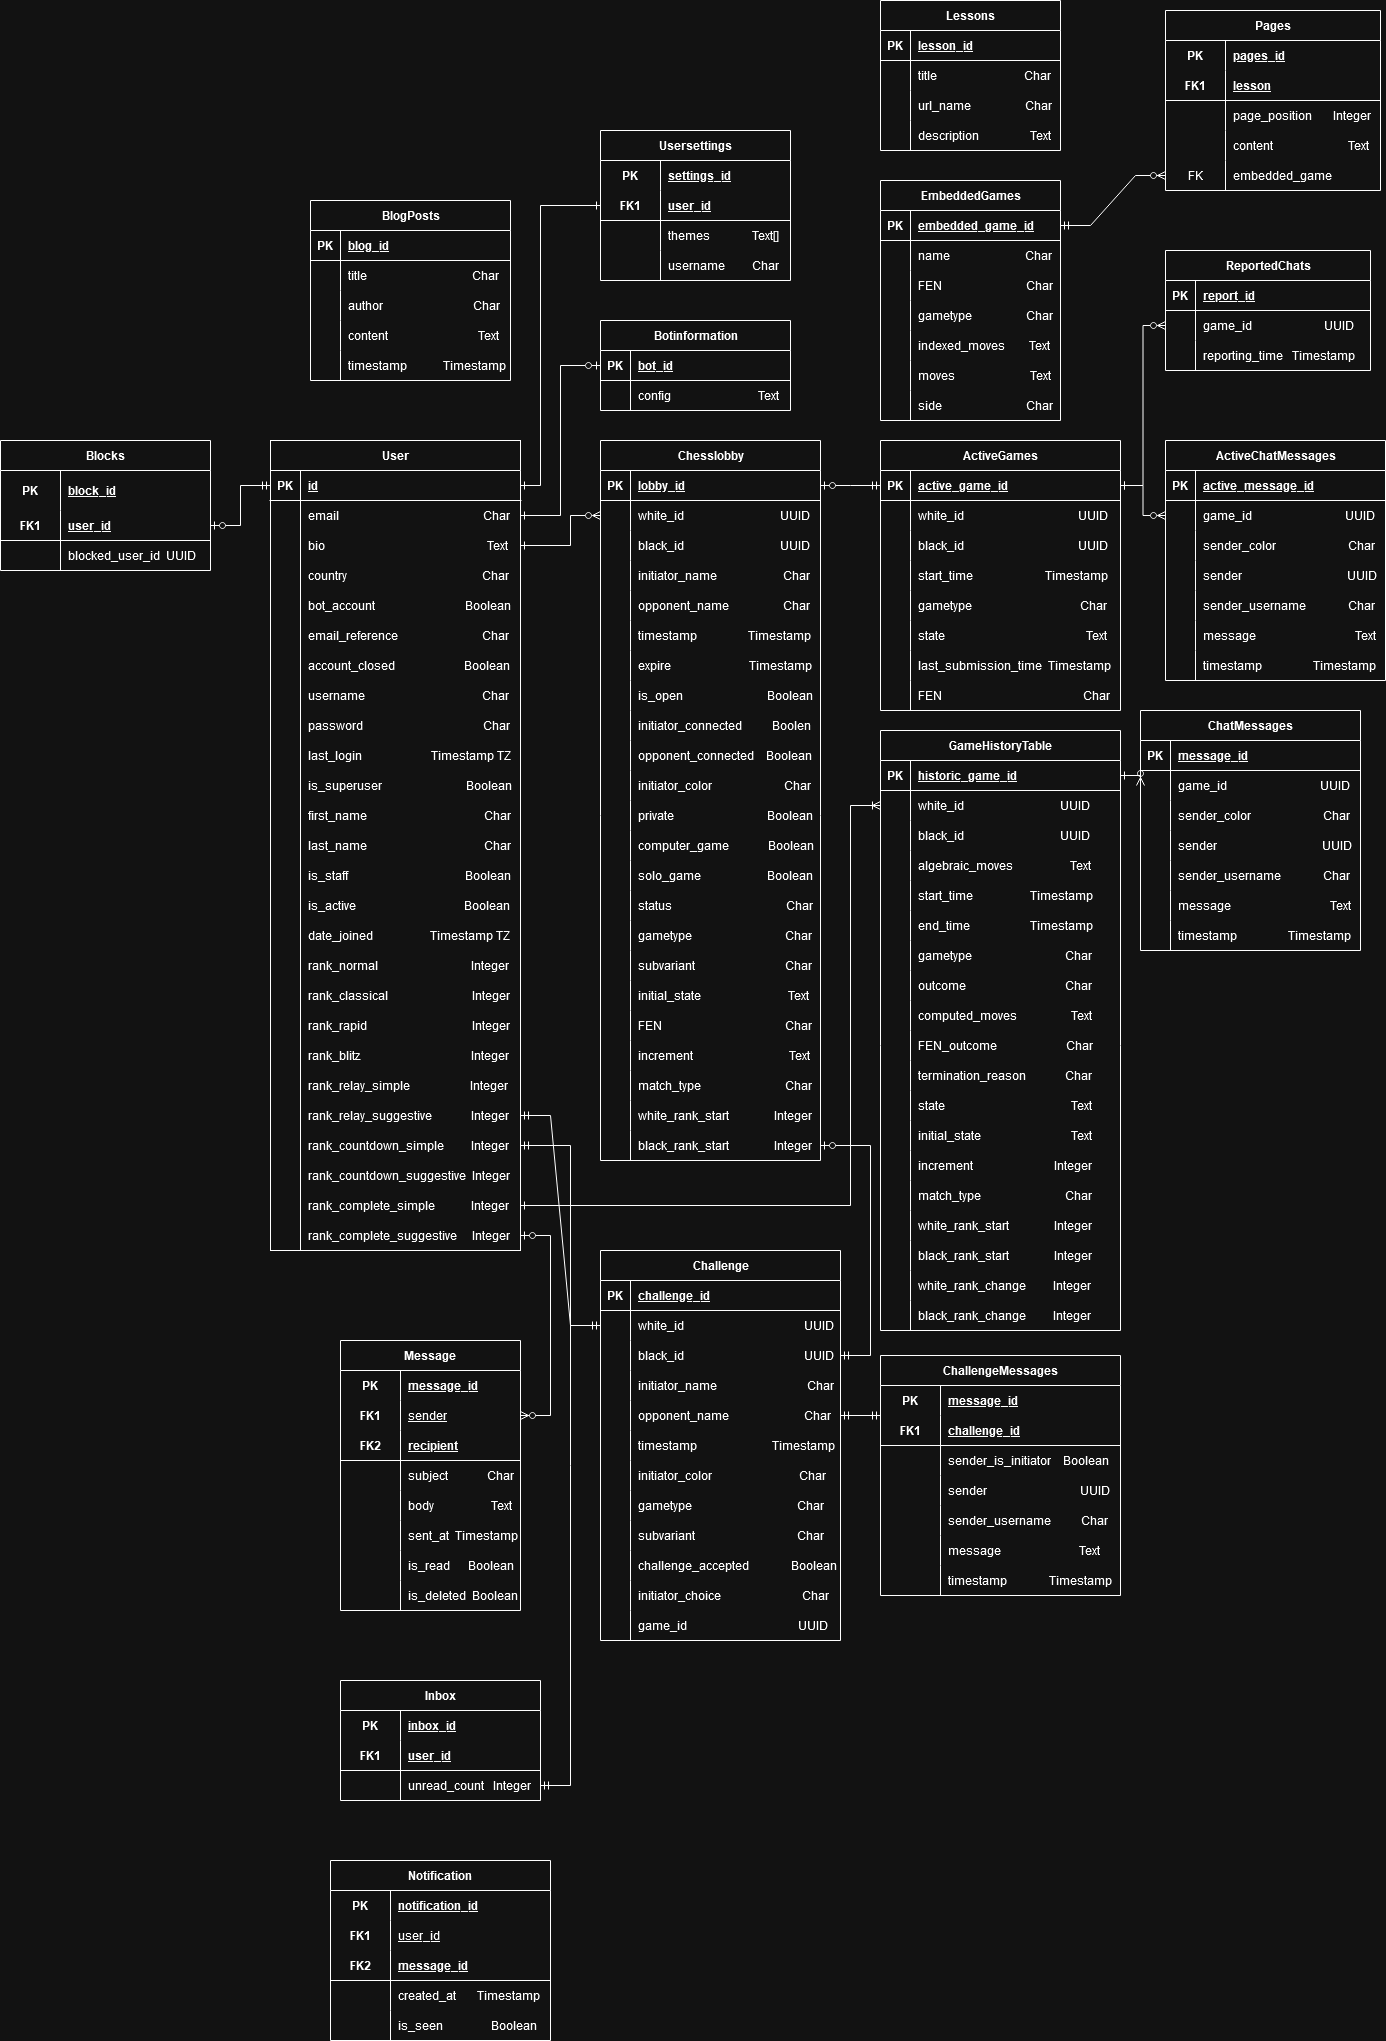 Lessons
PK lesson_id
title Char
url_name Char
description Text
Pages
PK pages_id
FK1 lesson
page_position Integer
content Text
FK embedded_game
Usersettings
PK settings_id
FK1 user_id
themes Text[]
username Char
EmbeddedGames
PK embedded_game_id
name Char
FEN Char
gametype Char
indexed_moves Text
moves Text
side Char
BlogPosts
PK blog_id
title Char
author Char
content Text
timestamp Timestamp
ReportedChats
PK report_id
game_id UUID
reporting_time Timestamp
Botinformation
PK bot_id
config Text
Blocks
PK block_id
FK1 user_id
blocked_user_id UUID
User
PK id
email Char
bio Text
country Char
bot_account Boolean
email_reference Char
account_closed Boolean
username Char
password Char
last_login Timestamp TZ
is_superuser Boolean
first_name Char
last_name Char
is_staff Boolean
is_active Boolean
date_joined Timestamp TZ
rank_normal Integer
rank_classical Integer
rank_rapid Integer
rank_blitz Integer
rank_relay_simple Integer
rank_relay_suggestive Integer
rank_countdown_simple Integer
rank_countdown_suggestive Integer
rank_complete_simple Integer
rank_complete_suggestive Integer
Chesslobby
PK lobby_id
white_id UUID
black_id UUID
initiator_name Char
opponent_name Char
timestamp Timestamp
expire Timestamp
is_open Boolean
initiator_connected Boolen
opponent_connected Boolean
initiator_color Char
private Boolean
computer_game Boolean
solo_game Boolean
status Char
gametype Char
subvariant Char
initial_state Text
FEN Char
increment Text
match_type Char
white_rank_start Integer
black_rank_start Integer
ActiveGames
PK active_game_id
white_id UUID
black_id UUID
start_time Timestamp
gametype Char
state Text
last_submission_time Timestamp
FEN Char
ActiveChatMessages
PK active_message_id
game_id UUID
sender_color Char
sender UUID
sender_username Char
message Text
timestamp Timestamp
GameHistoryTable
PK historic_game_id
white_id UUID
black_id UUID
algebraic_moves Text
start_time Timestamp
end_time Timestamp
gametype Char
outcome Char
computed_moves Text
FEN_outcome Char
termination_reason Char
state Text
initial_state Text
increment Integer
match_type Char
white_rank_start Integer
black_rank_start Integer
white_rank_change Integer
black_rank_change Integer
ChatMessages
PK message_id
game_id UUID
sender_color Char
sender UUID
sender_username Char
message Text
timestamp Timestamp
Challenge
PK challenge_id
white_id UUID
black_id UUID
initiator_name Char
opponent_name Char
timestamp Timestamp
initiator_color Char
gametype Char
subvariant Char
challenge_accepted Boolean
initiator_choice Char
game_id UUID
Message
PK message_id
FK1 sender
FK2 recipient
subject Char
body Text
sent_at Timestamp
is_read Boolean
is_deleted Boolean
ChallengeMessages
PK message_id
FK1 challenge_id
sender_is_initiator Boolean
sender UUID
sender_username Char
message Text
timestamp Timestamp
Inbox
PK inbox_id
FK1 user_id
unread_count Integer
Notification
PK notification_id
FK1 user_id
FK2 message_id
created_at Timestamp
is_seen Boolean